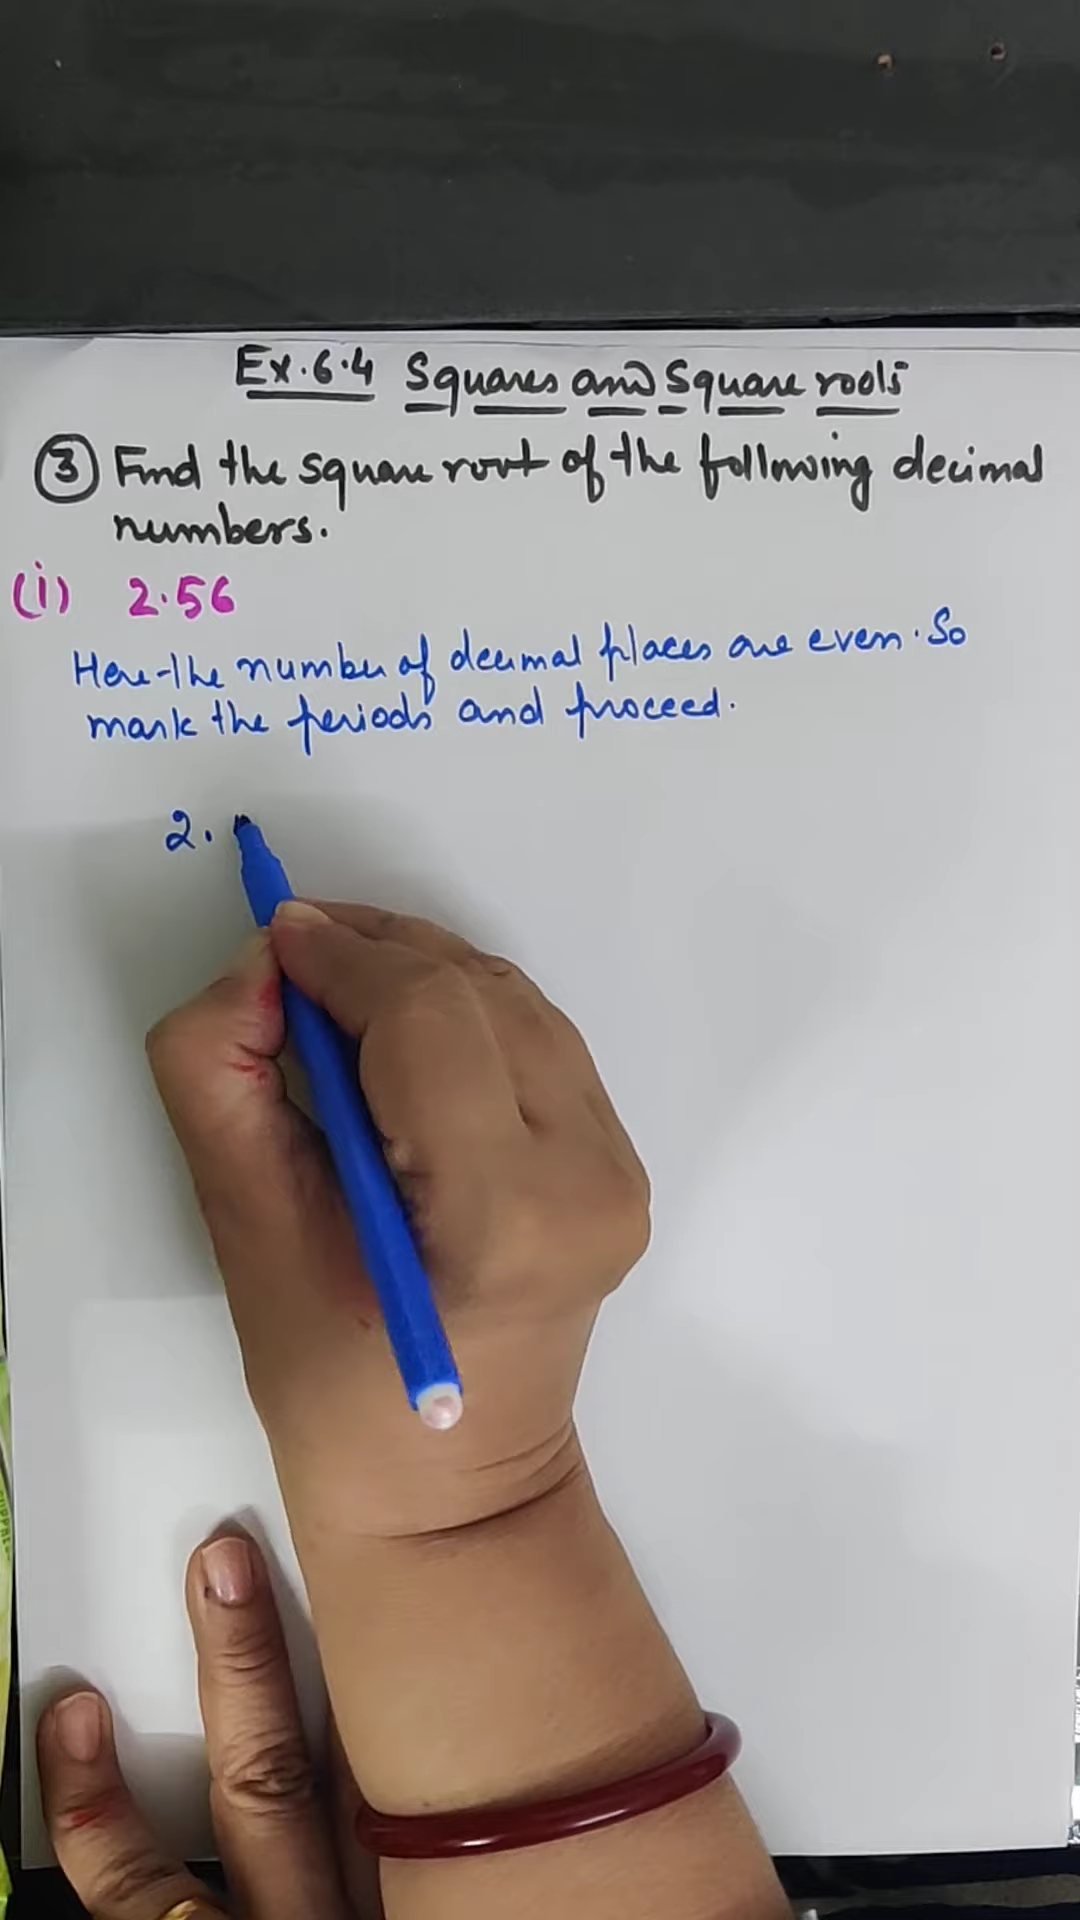 Ex. 6.4 Squares and Square roots
③ Find the square root of the following decimal
numbers.
(i) 2.56
Here the number of decimal places are even. So
mark the periods and proceed.
2.